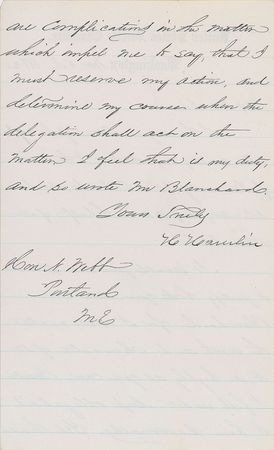 are complications in the matter
which impel me to say, that I
must reserve my action, and
determine my course when the
delegation shall act on the
matter I feel that is my duty,
and so wrote Mr Blanchard.
Yours Truly
H Hamlin
Hon N. Webb
Portland
ME